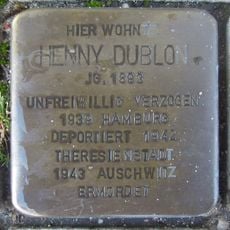 HIER WOHNTE
HENNY DUBLON
JG. 1893
UNFREIWILLIG VERZOGEN
1939 HAMBURG
DEPORTIERT 1942
THERESIENSTADT
1943 AUSCHWITZ
ERMORDET